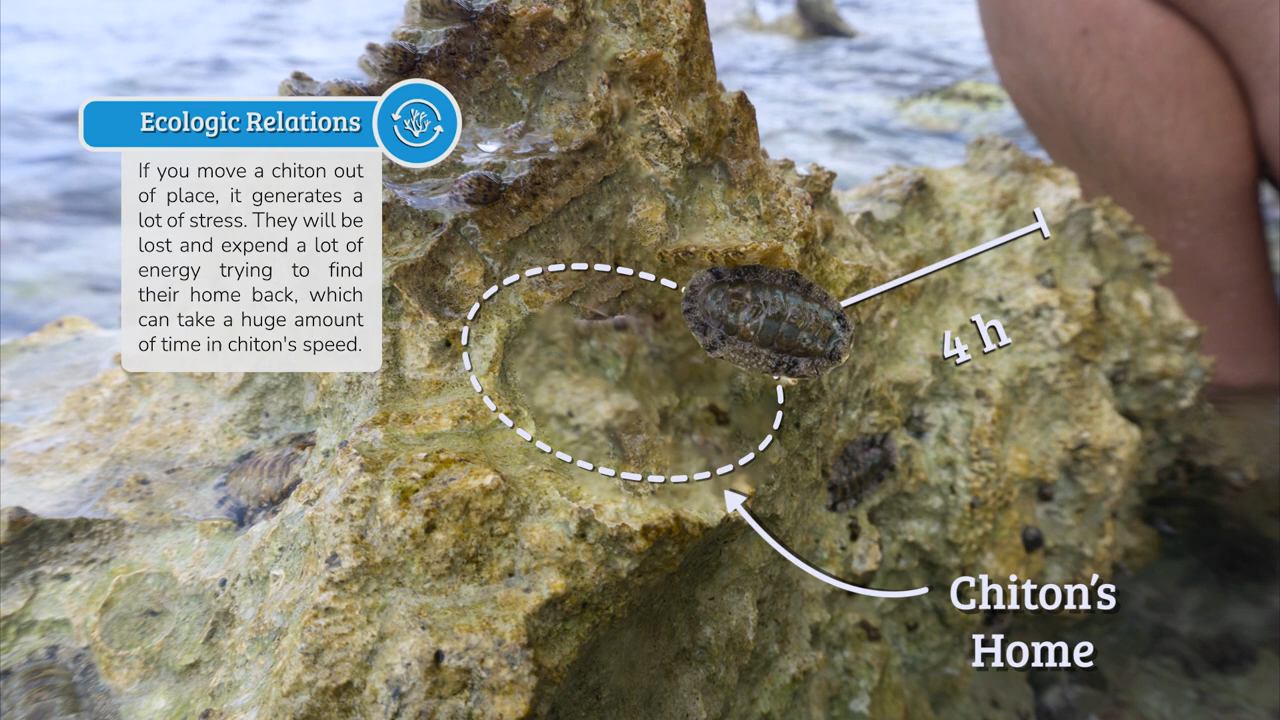 Ecologic Relations
If you move a chiton out
of place, it generates a
lot of stress. They will be
lost and expend a lot of
energy trying to find
their home back, which
can take a huge amount
of time in chiton's speed.
4 h
Chiton's
Home